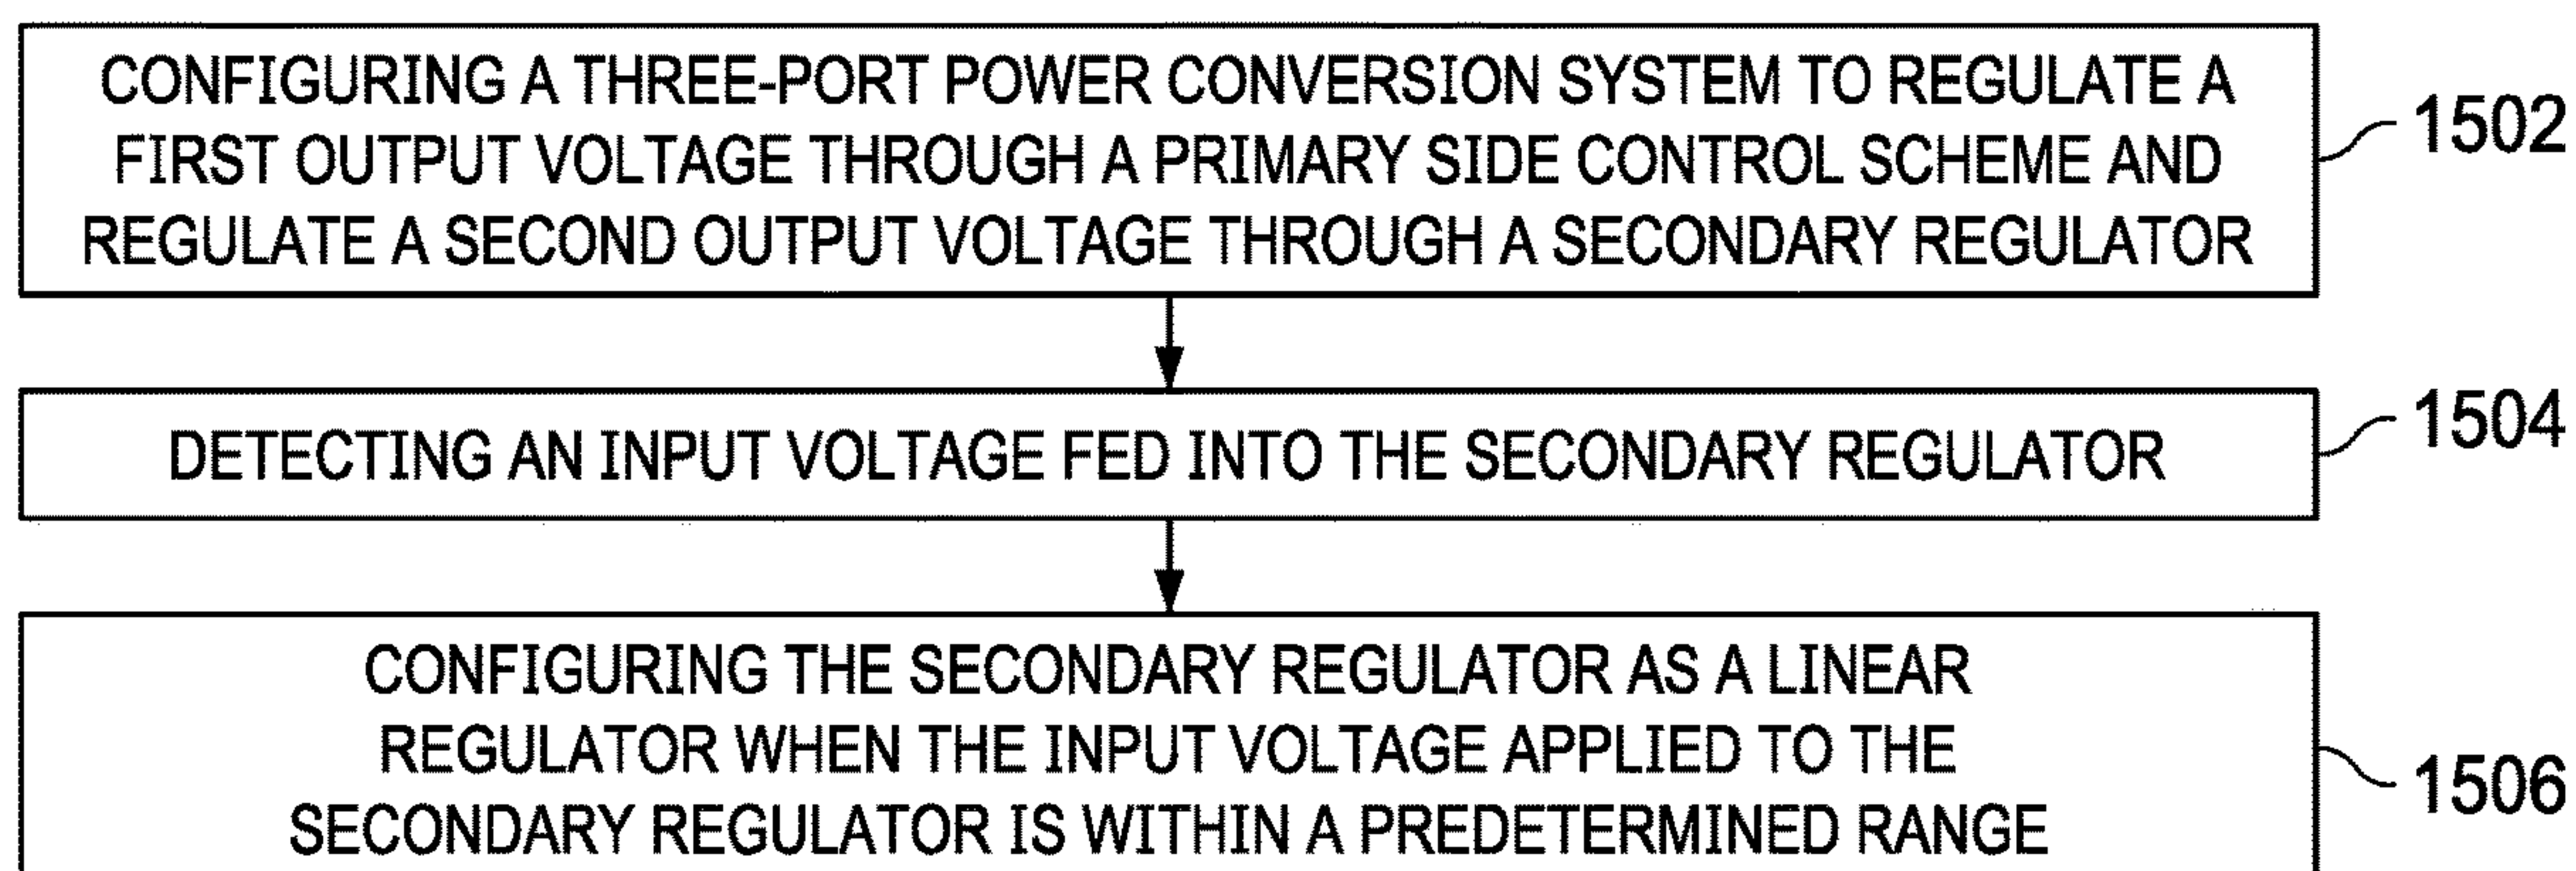 CONFIGURING A THREE-PORT POWER CONVERSION SYSTEM TO REGULATE A
FIRST OUTPUT VOLTAGE THROUGH A PRIMARY SIDE CONTROL SCHEME AND
REGULATE A SECOND OUTPUT VOLTAGE THROUGH A SECONDARY REGULATOR
1502
DETECTING AN INPUT VOLTAGE FED INTO THE SECONDARY REGULATOR
1504
CONFIGURING THE SECONDARY REGULATOR AS A LINEAR
REGULATOR WHEN THE INPUT VOLTAGE APPLIED TO THE
SECONDARY REGULATOR IS WITHIN A PREDETERMINED RANGE
1506